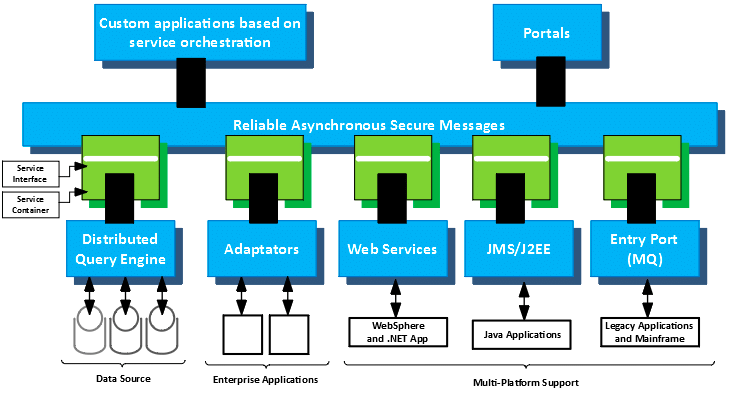 Custom applications based on
service orchestration
Portals
Reliable Asynchronous Secure Messages
Service
Interface
Service
Container
Distributed
Query Engine
Adaptators
Web Services
JMS/J2EE
Entry Port
(MQ)
WebSphere
and .NET App
Java Applications
Legacy Applications
and Mainframe
Data Source
Enterprise Applications
Multi-Platform Support